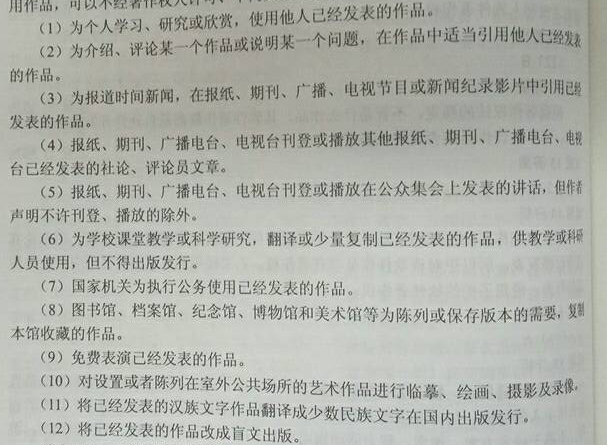 用作品，可以不经著作权人许可、
（1）为个人学习、研究或欣赏，使用他人已经发表的作品。
（2）为介绍、评论某一个作品或说明某一个问题，在作品中适当引用他人已经发表
的作品。
（3）为报道时间新闻，在报纸、期刊、广播、电视节目或新闻纪录影片中引用已经
发表的作品。
（4）报纸、期刊、广播电台、电视台刊登或播放其他报纸、期刊、广播电台、电视
台已经发表的社论、评论员文章。
（5）报纸、期刊、广播电台、电视台刊登或播放在公众集会上发表的讲话，但作者
声明不许刊登、播放的除外。
（6）为学校课堂教学或科学研究，翻译或少量复制已经发表的作品，供教学或科研
人员使用，但不得出版发行。
（7）国家机关为执行公务使用已经发表的作品。
（8）图书馆、档案馆、纪念馆、博物馆和美术馆等为陈列或保存版本的需要，复制
本馆收藏的作品。
（9）免费表演已经发表的作品。
（10）对设置或者陈列在室外公共场所的艺术作品进行临摹、绘画、摄影及录像。
（11）将已经发表的汉族文字作品翻译成少数民族文字在国内出版发行。
（12）将已经发表的作品改成盲文出版。